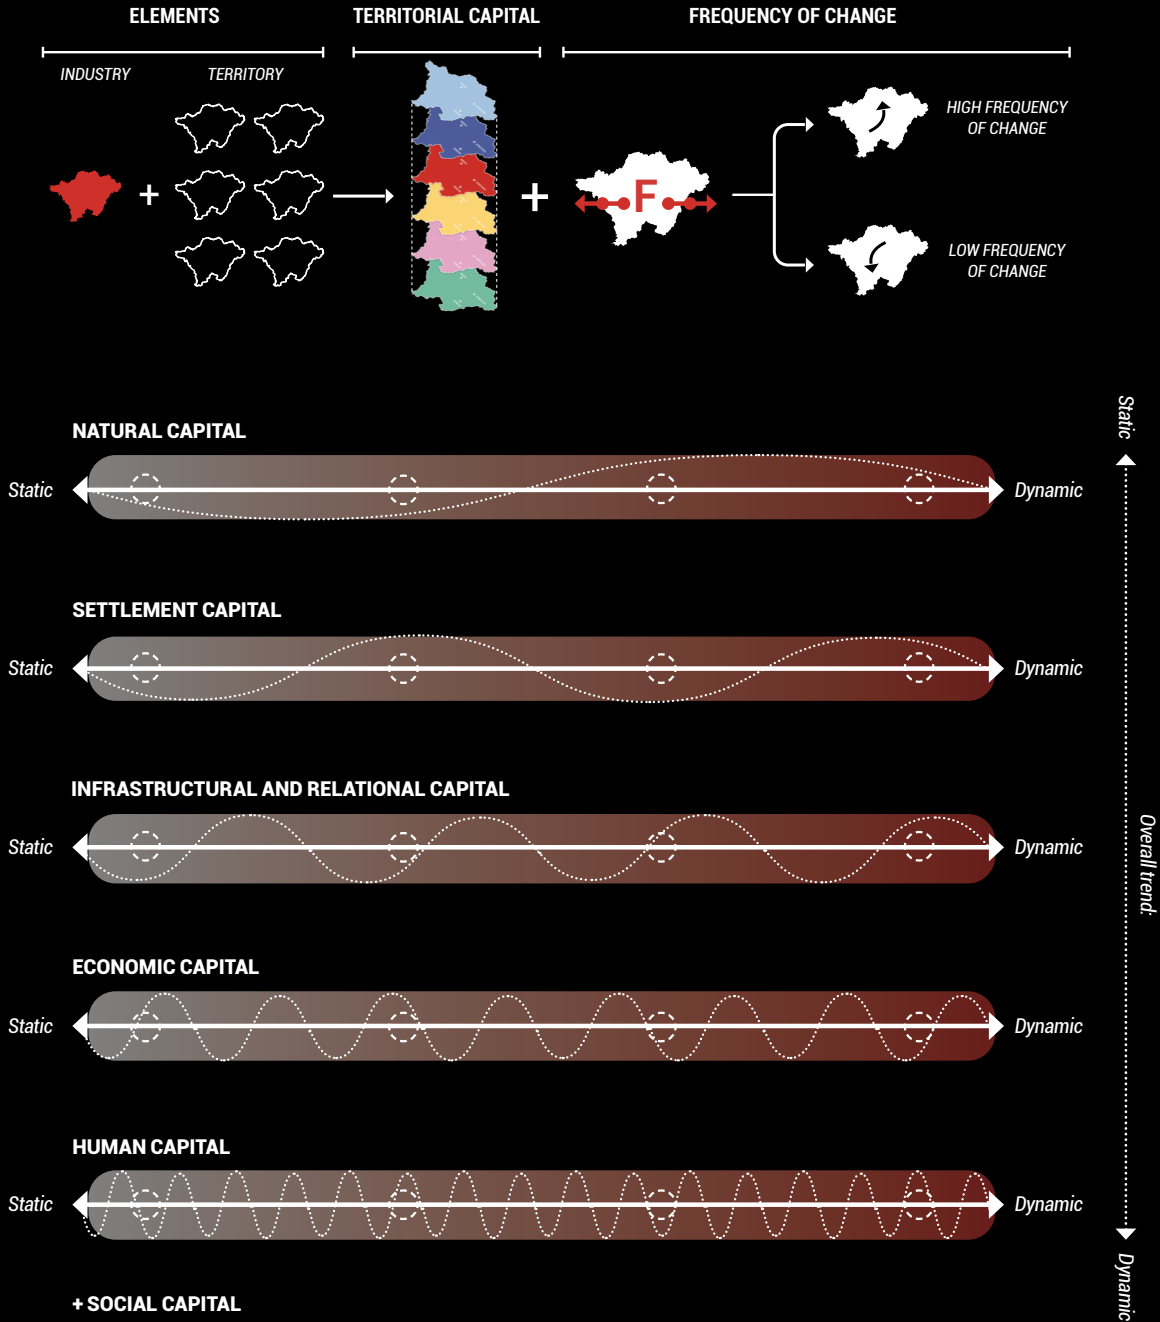 ELEMENTS
TERRITORIAL CAPITAL
FREQUENCY OF CHANGE
INDUSTRY
TERRITORY
HIGH FREQUENCY
OF CHANGE
F
LOW FREQUENCY
OF CHANGE
NATURAL CAPITAL
Static
Dynamic
SETTLEMENT CAPITAL
Static
Dynamic
INFRASTRUCTURAL AND RELATIONAL CAPITAL
Static
Dynamic
ECONOMIC CAPITAL
Static
Dynamic
HUMAN CAPITAL
Static
Dynamic
+ SOCIAL CAPITAL
Static
Overall trend:
Dynamic